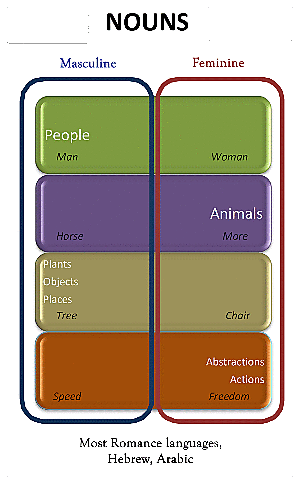 NOUNS
Masculine Feminine
People
Man Woman
Animals
Horse More
Plants
Objects
Places
Tree Chair
Abstractions
Actions
Speed Freedom
Most Romance languages,
Hebrew, Arabic